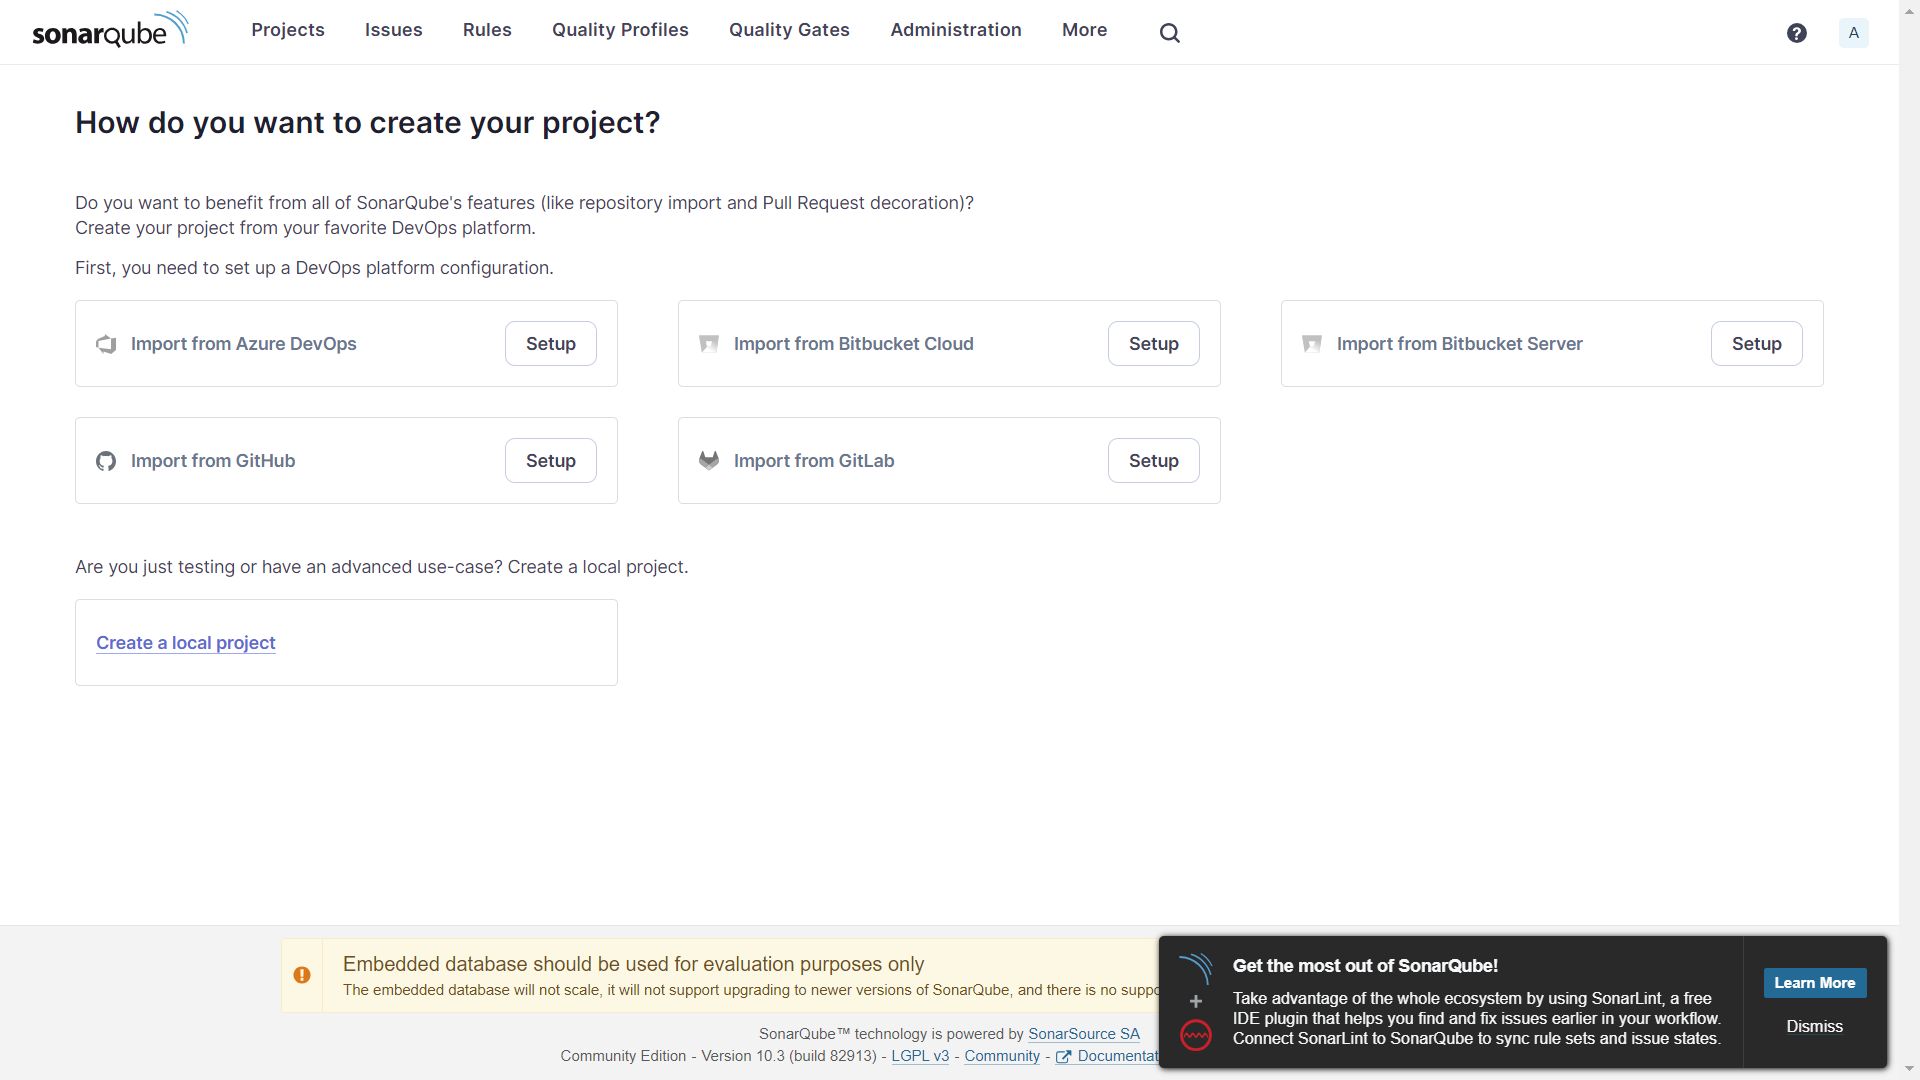 sonarqube
Projects Issues Rules Quality Profiles Quality Gates Administration More
? A
How do you want to create your project?
Do you want to benefit from all of SonarQube's features (like repository import and Pull Request decoration)?
Create your project from your favorite DevOps platform.
First, you need to set up a DevOps platform configuration.
Import from Azure DevOps Setup
Import from Bitbucket Cloud Setup
Import from Bitbucket Server Setup
Import from GitHub Setup
Import from GitLab Setup
Are you just testing or have an advanced use-case? Create a local project.
Create a local project
Embedded database should be used for evaluation purposes only
The embedded database will not scale, it will not support upgrading to newer versions of SonarQube, and there is no suppo
SonarQube™ technology is powered by SonarSource SA
Community Edition - Version 10.3 (build 82913) - LGPL v3 - Community - Documentat
Get the most out of SonarQube!
Take advantage of the whole ecosystem by using SonarLint, a free
IDE plugin that helps you find and fix issues earlier in your workflow.
Connect SonarLint to SonarQube to sync rule sets and issue states.
Learn More
Dismiss